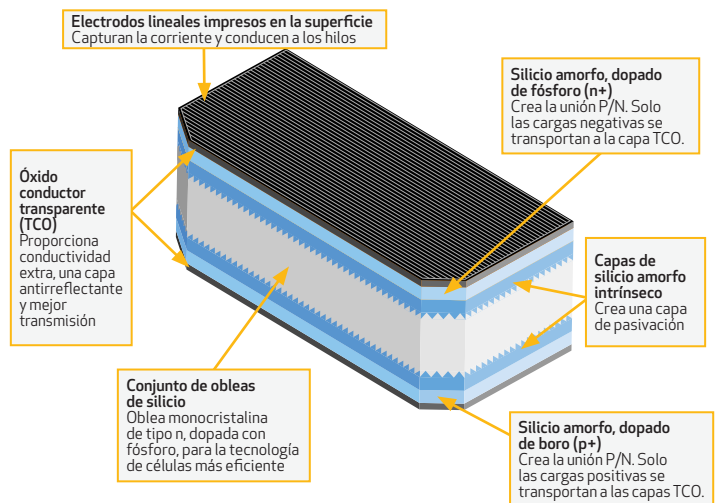 Electrodos lineales impresos en la superficie
Capturan la corriente y conducen a los hilos
Silicio amorfo, dopado
de fósforo (n+)
Crea la unión P/N. Solo
las cargas negativas se
transportan a la capa TCO.
Óxido
conductor
transparente
(TCO)
Proporciona
conductividad
extra, una capa
antirreflectante
y mejor
transmisión
Capas de
silicio amorfo
intrínseco
Crea una capa
de pasivación
Conjunto de obleas
de silicio
Oblea monocristalina
de tipo n, dopada con
fósforo, para la tecnología
de células más eficiente
Silicio amorfo, dopado
de boro (p+)
Crea la unión P/N. Solo
las cargas positivas se
transportan a las capas TCO.